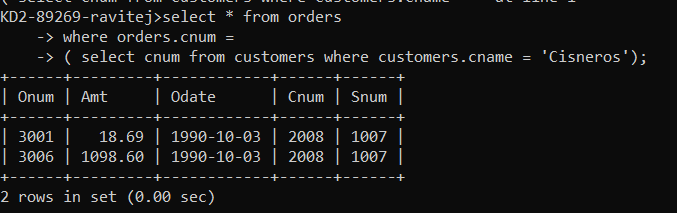 KD2-89269-ravitej>select * from orders
    -> where orders.cnum =
    -> ( select cnum from customers where customers.cname = 'Cisneros');
+------+---------+------------+------+------+
| Onum | Amt     | Odate      | Cnum | Snum |
+------+---------+------------+------+------+
| 3001 |   18.69 | 1990-10-03 | 2008 | 1007 |
| 3006 | 1098.60 | 1990-10-03 | 2008 | 1007 |
+------+---------+------------+------+------+
2 rows in set (0.00 sec)